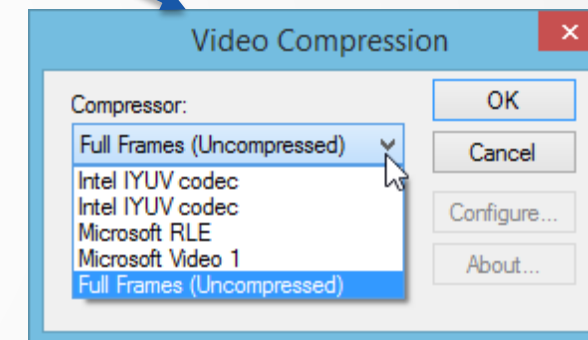 Video Compression
Compressor:
Full Frames (Uncompressed)
Intel IYUV codec
Intel IYUV codec
Microsoft RLE
Microsoft Video 1
Full Frames (Uncompressed)
OK
Cancel
Configure...
About...